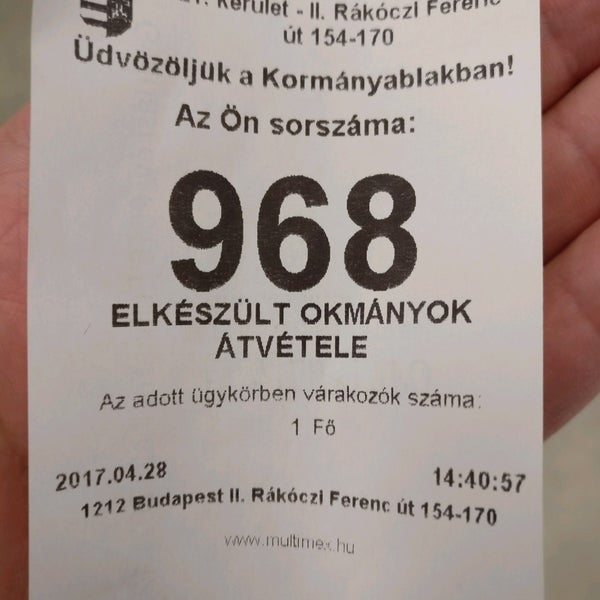 Kerület - II. Rákóczi Ferenc
út 154-170
Üdvözöljük a Kormányablakban!
Az Ön sorszáma:
968
ELKÉSZÜLT OKMÁNYOK
ÁTVÉTELE
Az adott ügykörben várakozók száma:
1 Fő
2017.04.28 14:40:57
1212 Budapest II. Rákóczi Ferenc út 154-170
www.multimex.hu